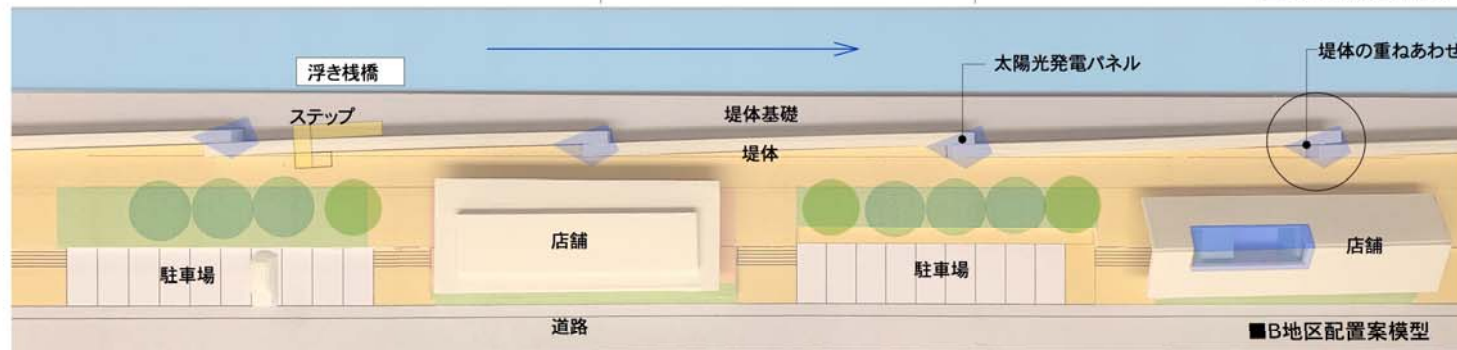 浮き桟橋
太陽光発電パネル
堤体の重ねあわせ
ステップ
堤体基礎
堤体
店舗
店舗
駐車場
駐車場
道路
■B地区配置案模型